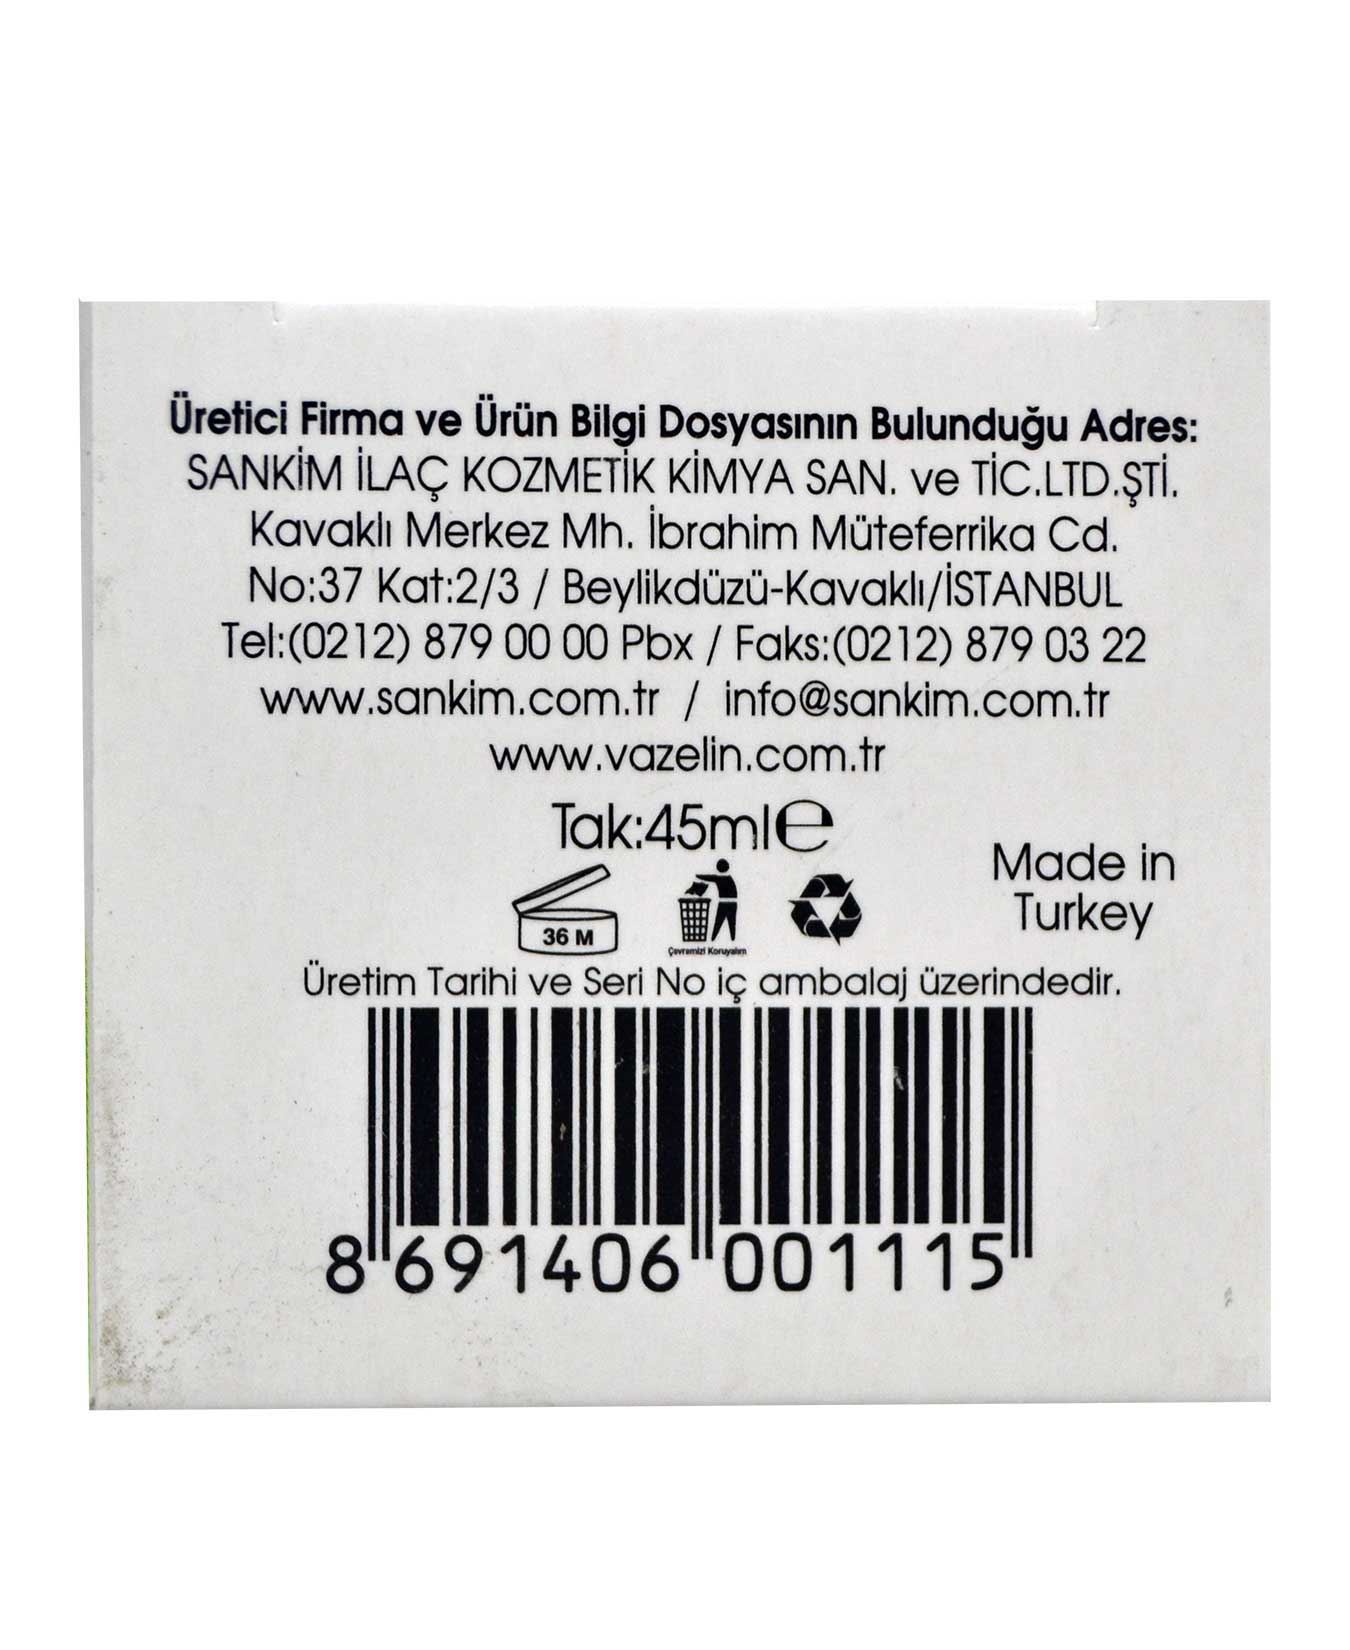 Üretici Firma ve Ürün Bilgi Dosyasının Bulunduğu Adres:
SANKİM İLAÇ KOZMETİK KİMYA SAN. ve TİC.LTD.ŞTİ.
Kavaklı Merkez Mh. İbrahim Müteferrika Cd.
No:37 Kat:2/3 / Beylikdüzü-Kavaklı/İSTANBUL
Tel:(0212) 879 00 00 Pbx / Faks:(0212) 879 03 22
www.sankim.com.tr / info@sankim.com.tr
www.vazelin.com.tr
Tak:45ml℮
Made in
Turkey
36 M
Çevremizi Koruyalım
Üretim Tarihi ve Seri No iç ambalaj üzerindedir.
8 691406 001115